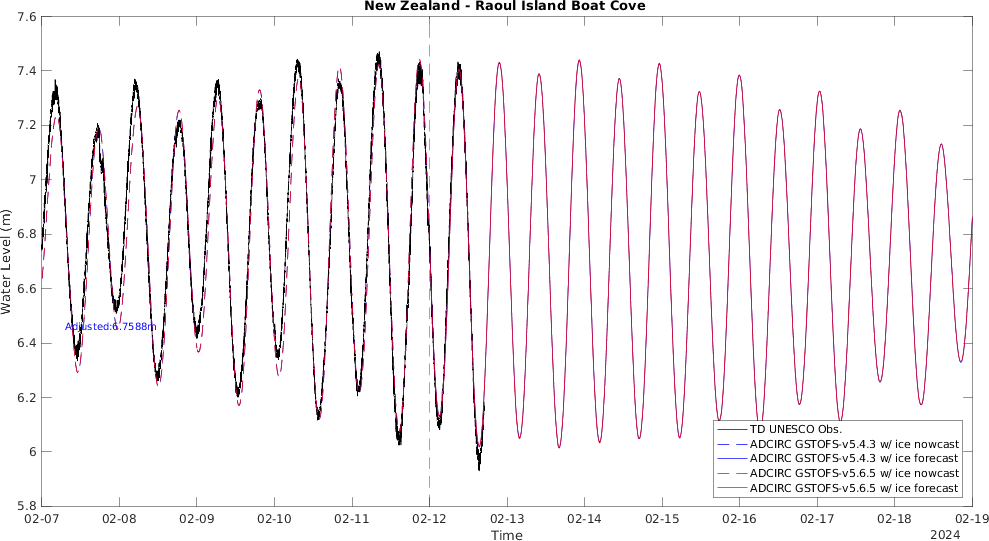 New Zealand - Raoul Island Boat Cove
7.6
7.4
7.2
7
6.8
6.6
6.4
6.2
6
5.8
Water Level (m)
Adjusted:6.7588m
TD UNESCO Obs.
ADCIRC GSTOFS-v5.4.3 w/ ice nowcast
ADCIRC GSTOFS-v5.4.3 w/ ice forecast
ADCIRC GSTOFS-v5.6.5 w/ ice nowcast
ADCIRC GSTOFS-v5.6.5 w/ ice forecast
02-07 02-08 02-09 02-10 02-11 02-12 02-13 02-14 02-15 02-16 02-17 02-18 02-19
Time
2024